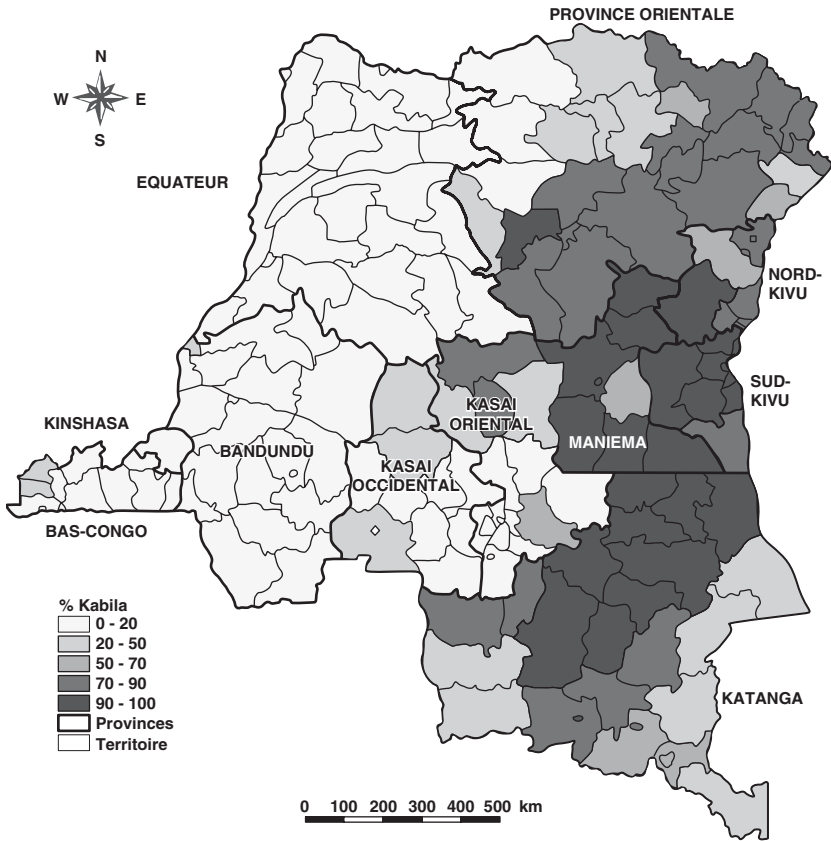 PROVINCE ORIENTALE
N
W E
S
EQUATEUR
NORD-
KIVU
SUD-
KIVU
KASAI
ORIENTAL
KINSHASA
BANDUNDU
MANIEMA
KASAI
OCCIDENTAL
BAS-CONGO
% Kabila
0 - 20
20 - 50
50 - 70
70 - 90
90 - 100
Provinces
Territoire
KATANGA
0 100 200 300 400 500 km